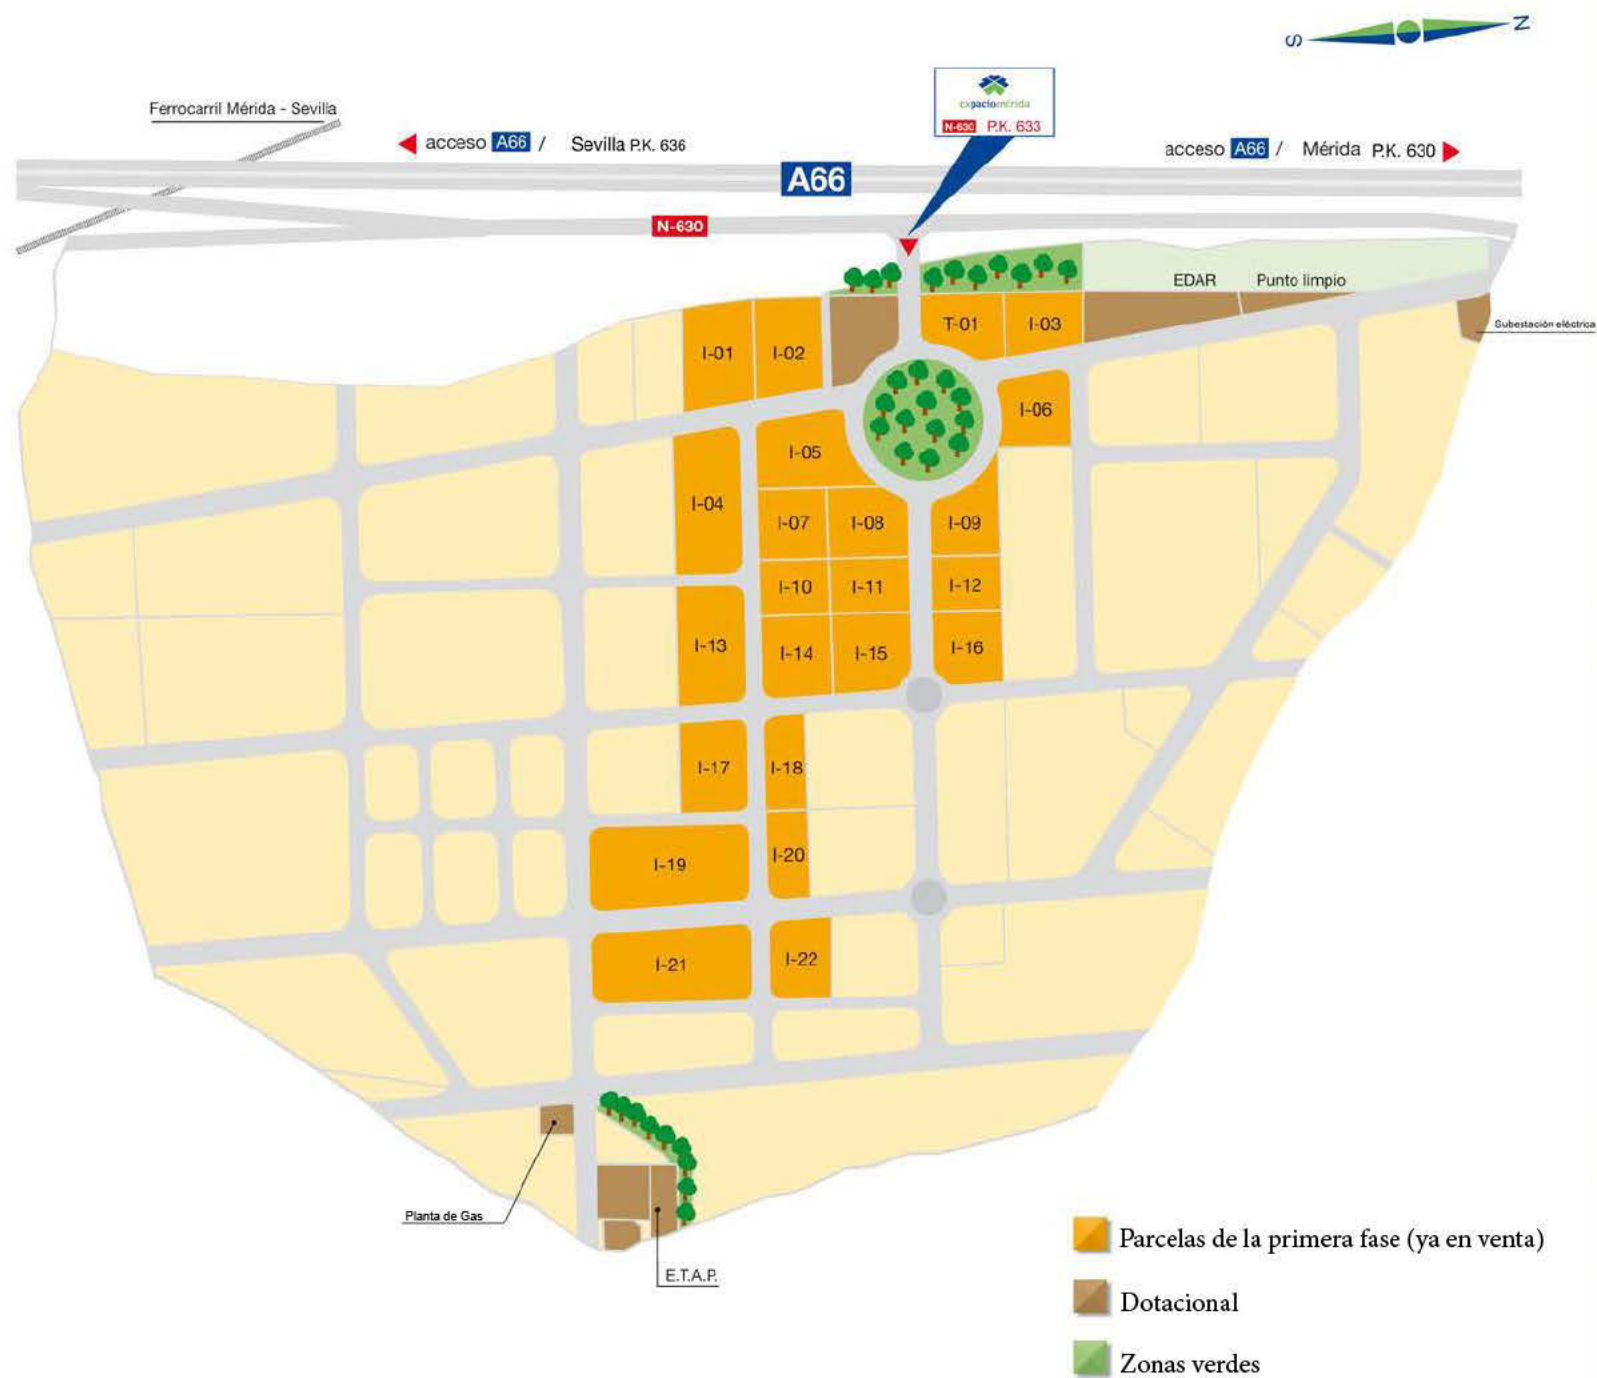 S
N
expaciomérida
N-630 P.K. 633
Ferrocarril Mérida - Sevilla
acceso A66 / Sevilla P.K. 636
acceso A66 / Mérida P.K. 630
A66
N-630
EDAR
Punto limpio
Subestación eléctrica
T-01
I-03
I-01
I-02
I-06
I-05
I-04
I-07
I-08
I-09
I-10
I-11
I-12
I-13
I-14
I-15
I-16
I-17
I-18
I-19
I-20
I-21
I-22
Planta de Gas
E.T.A.P.
Parcelas de la primera fase (ya en venta)
Dotacional
Zonas verdes